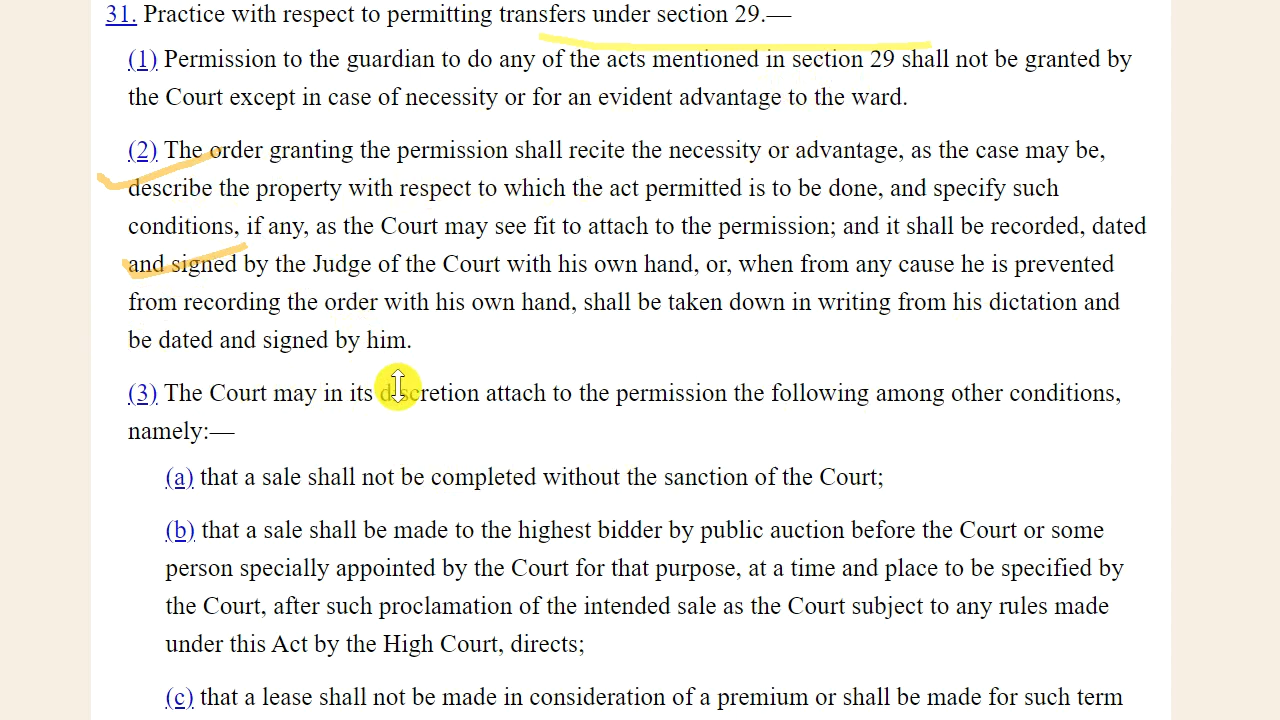 31. Practice with respect to permitting transfers under section 29.—
(1) Permission to the guardian to do any of the acts mentioned in section 29 shall not be granted by
the Court except in case of necessity or for an evident advantage to the ward.
(2) The order granting the permission shall recite the necessity or advantage, as the case may be,
describe the property with respect to which the act permitted is to be done, and specify such
conditions, if any, as the Court may see fit to attach to the permission; and it shall be recorded, dated
and signed by the Judge of the Court with his own hand, or, when from any cause he is prevented
from recording the order with his own hand, shall be taken down in writing from his dictation and
be dated and signed by him.
(3) The Court may in its discretion attach to the permission the following among other conditions,
namely:—
(a) that a sale shall not be completed without the sanction of the Court;
(b) that a sale shall be made to the highest bidder by public auction before the Court or some
person specially appointed by the Court for that purpose, at a time and place to be specified by
the Court, after such proclamation of the intended sale as the Court subject to any rules made
under this Act by the High Court, directs;
(c) that a lease shall not be made in consideration of a premium or shall be made for such term